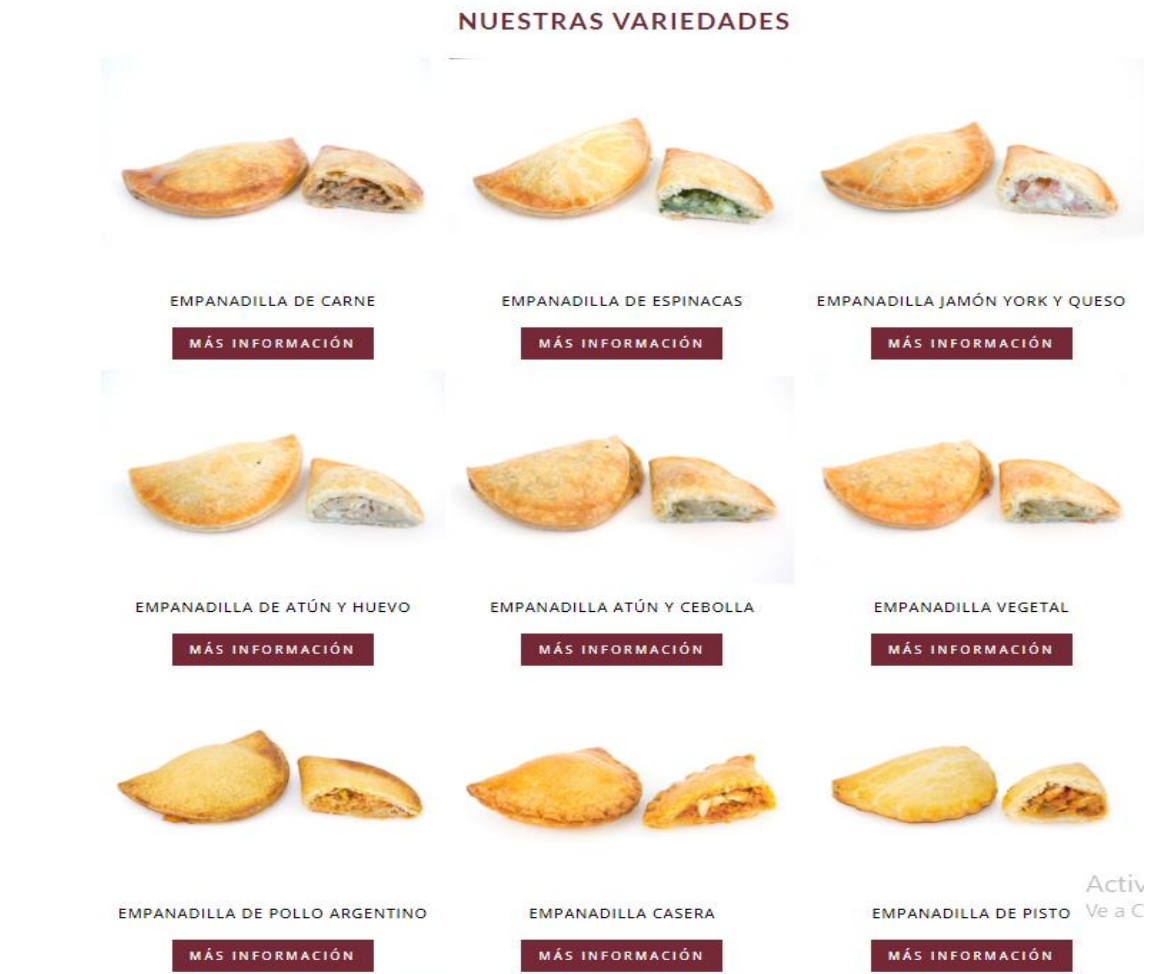 NUESTRAS VARIEDADES
EMPANADILLA DE CARNE
EMPANADILLA DE ESPINACAS
EMPANADILLA JAMÓN YORK Y QUESO
MÁS INFORMACIÓN
MÁS INFORMACIÓN
MÁS INFORMACIÓN
EMPANADILLA DE ATÚN Y HUEVO
EMPANADILLA ATÚN Y CEBOLLA
EMPANADILLA VEGETAL
MÁS INFORMACIÓN
MÁS INFORMACIÓN
MÁS INFORMACIÓN
Activ
EMPANADILLA DE POLLO ARGENTINO
EMPANADILLA CASERA
EMPANADILLA DE PISTO
Ve a C
MÁS INFORMACIÓN
MÁS INFORMACIÓN
MÁS INFORMACIÓN